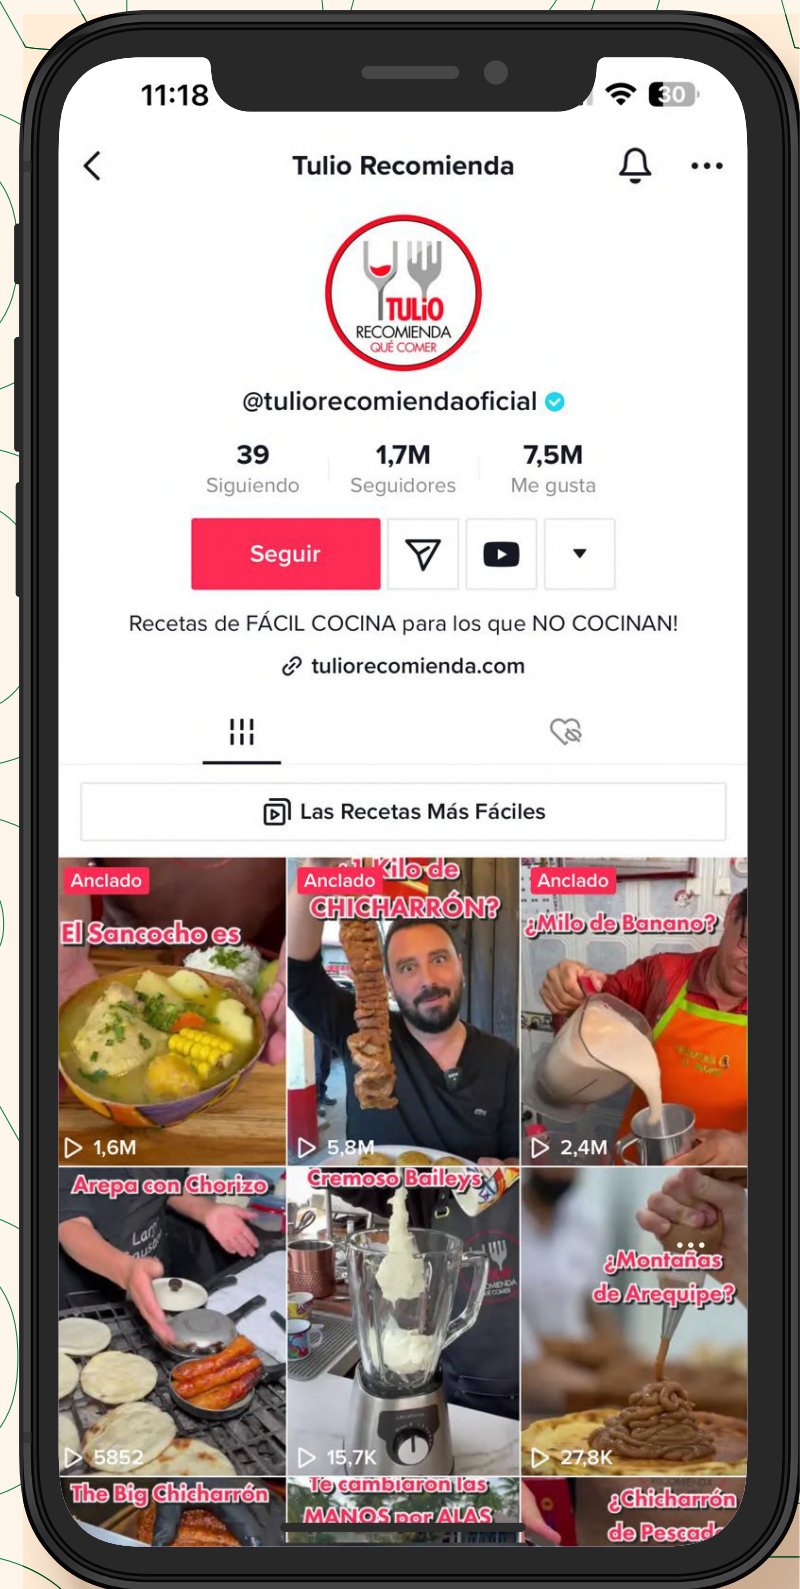 11:18
30
Tulio Recomienda
TULiO
RECOMIENDA
QUÉ COMER
@tuliorecomiendaoficial
39
1,7M
7,5M
Siguiendo
Seguidores
Me gusta
Seguir
Recetas de FÁCIL COCINA para los que NO COCINAN!
tuliorecomienda.com
Las Recetas Más Fáciles
Anclado
El Sancocho es
1,6M
Anclado
Kilo de
CHICHARRÓN?
5,8M
Anclado
¿Milo de Banano?
2,4M
Arepa con Chorizo
5852
Cremoso Baileys
15,7K
¿Montañas
de Arequipe?
27,8K
The Big Chicharrón
Te cambiaron las
MANOS por ALAS
¿Chicharrón
de Pescado